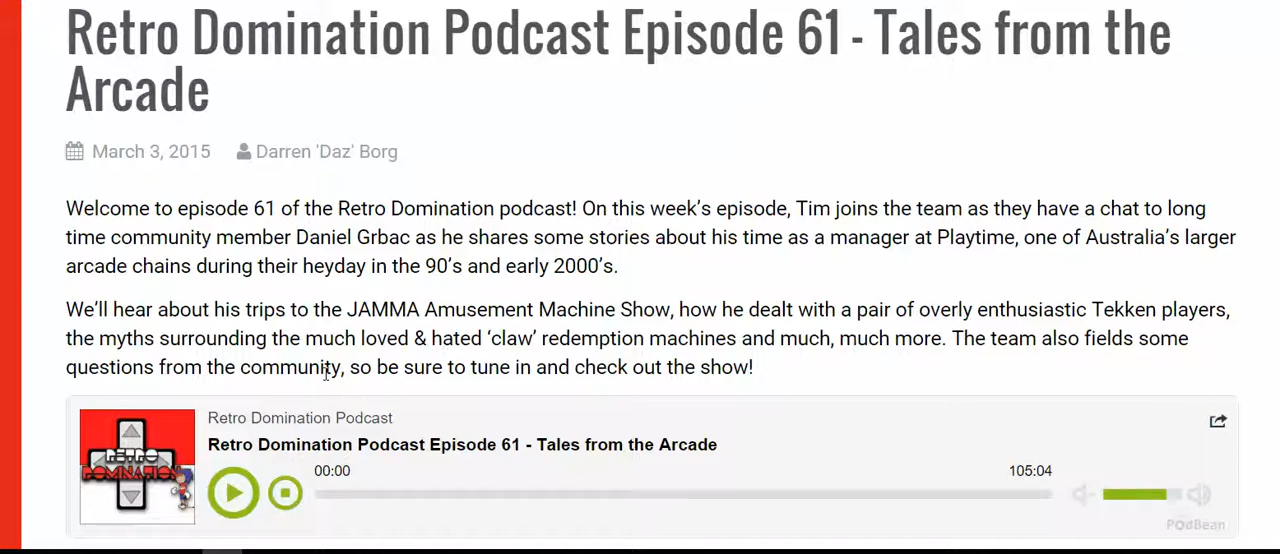 Retro Domination Podcast Episode 61 - Tales from the
Arcade
March 3, 2015 Darren 'Daz' Borg
Welcome to episode 61 of the Retro Domination podcast! On this week’s episode, Tim joins the team as they have a chat to long
time community member Daniel Grbac as he shares some stories about his time as a manager at Playtime, one of Australia’s larger
arcade chains during their heyday in the 90’s and early 2000’s.
We’ll hear about his trips to the JAMMA Amusement Machine Show, how he dealt with a pair of overly enthusiastic Tekken players,
the myths surrounding the much loved & hated ‘claw’ redemption machines and much, much more. The team also fields some
questions from the community, so be sure to tune in and check out the show!
Retro Domination Podcast
Retro Domination Podcast Episode 61 - Tales from the Arcade
00:00 105:04
RETRO
DOMINATION
PodBean